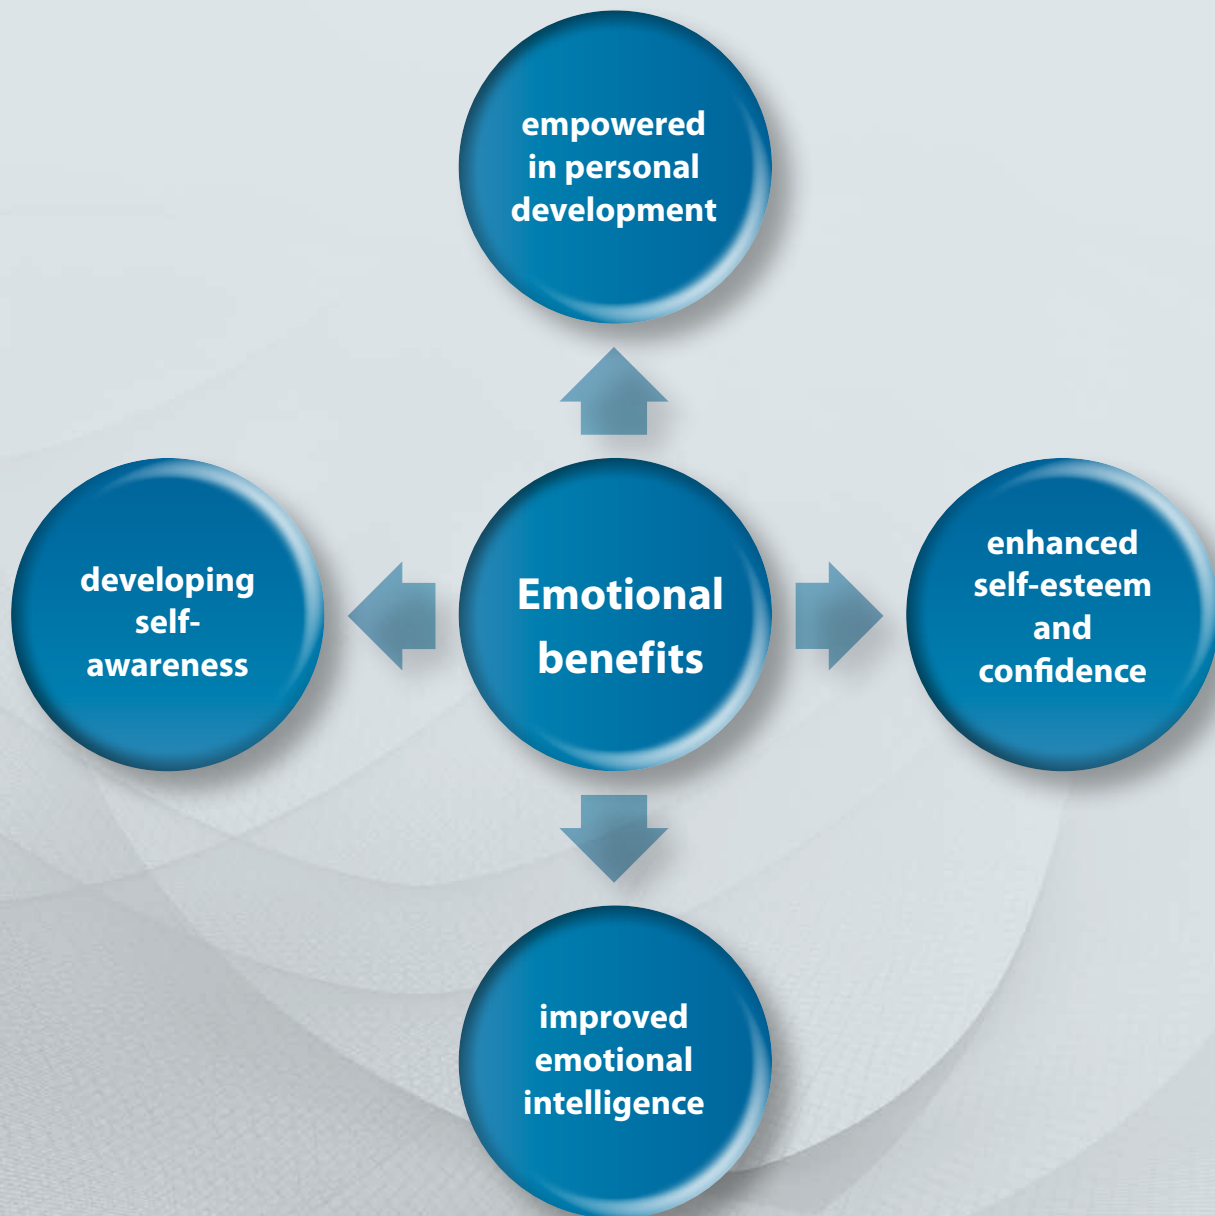 empowered
in personal
development
developing
self-
awareness
Emotional
benefits
enhanced
self-esteem
and
confidence
improved
emotional
intelligence